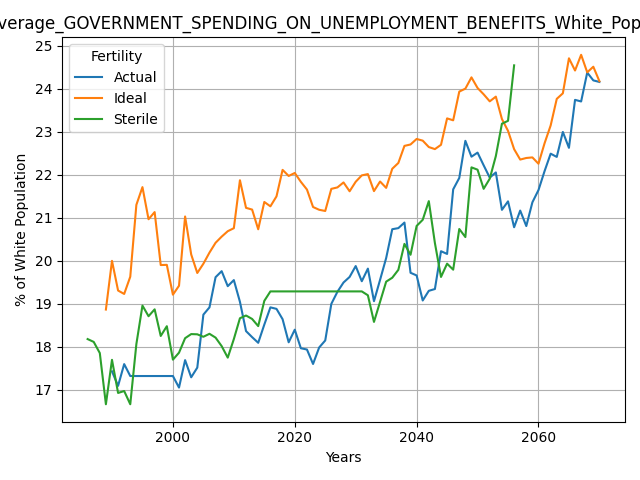 verage_GOVERNMENT_SPENDING_ON_UNEMPLOYMENT_BENEFITS_White_Pop
25
24
23
22
21
20
19
18
17
% of White Population
Fertility
Actual
Ideal
Sterile
2000
2020
2040
2060
Years